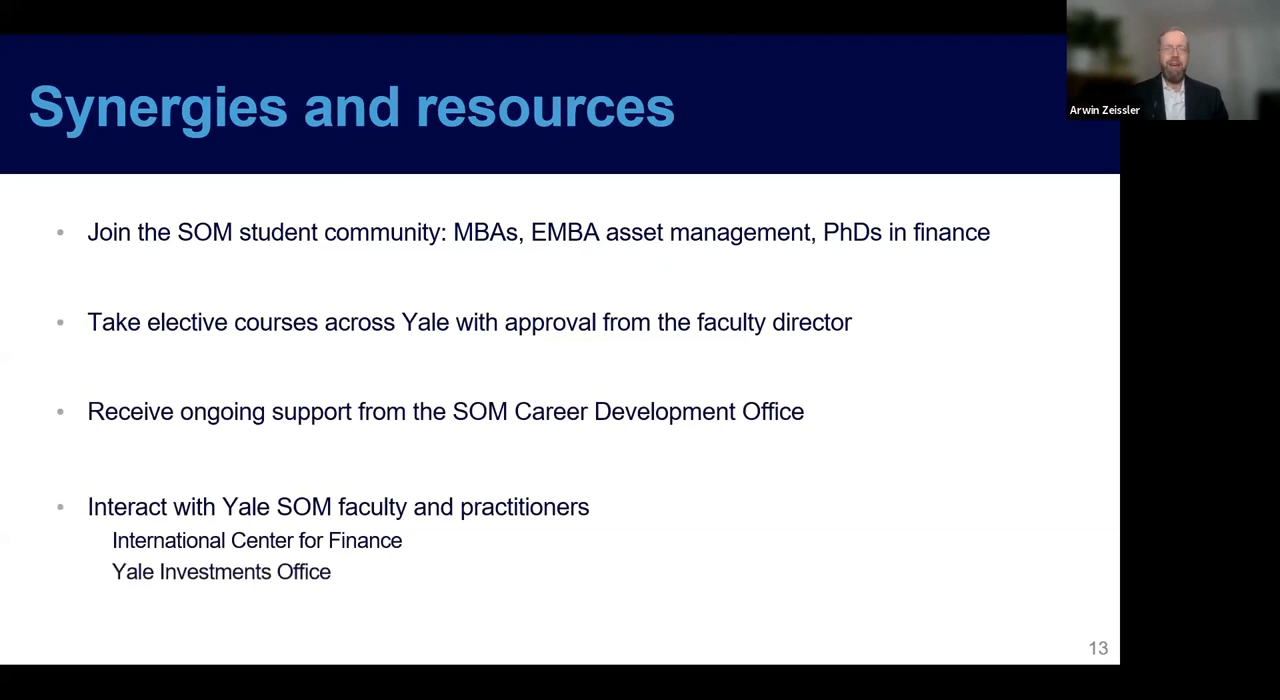 Synergies and resources
Arwin Zeissler
• Join the SOM student community: MBAs, EMBA asset management, PhDs in finance
• Take elective courses across Yale with approval from the faculty director
• Receive ongoing support from the SOM Career Development Office
• Interact with Yale SOM faculty and practitioners
International Center for Finance
Yale Investments Office
13